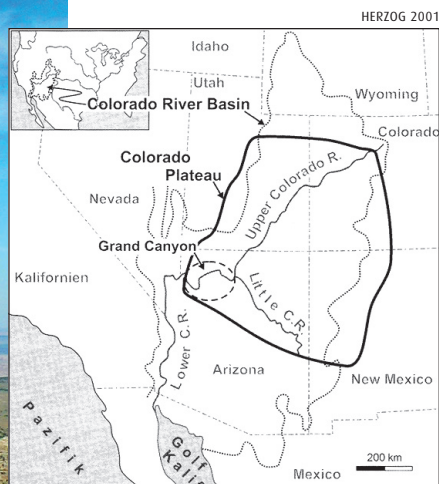 HERZOG 2001
Idaho
Utah
Wyoming
Colorado River Basin
Colorado
Colorado
Plateau
Upper Colorado R.
Nevada
Grand Canyon
Kalifornien
Little C.R.
Lower C.R.
Arizona
New Mexico
Pazifik
Golf
Kali
200 km
Mexico